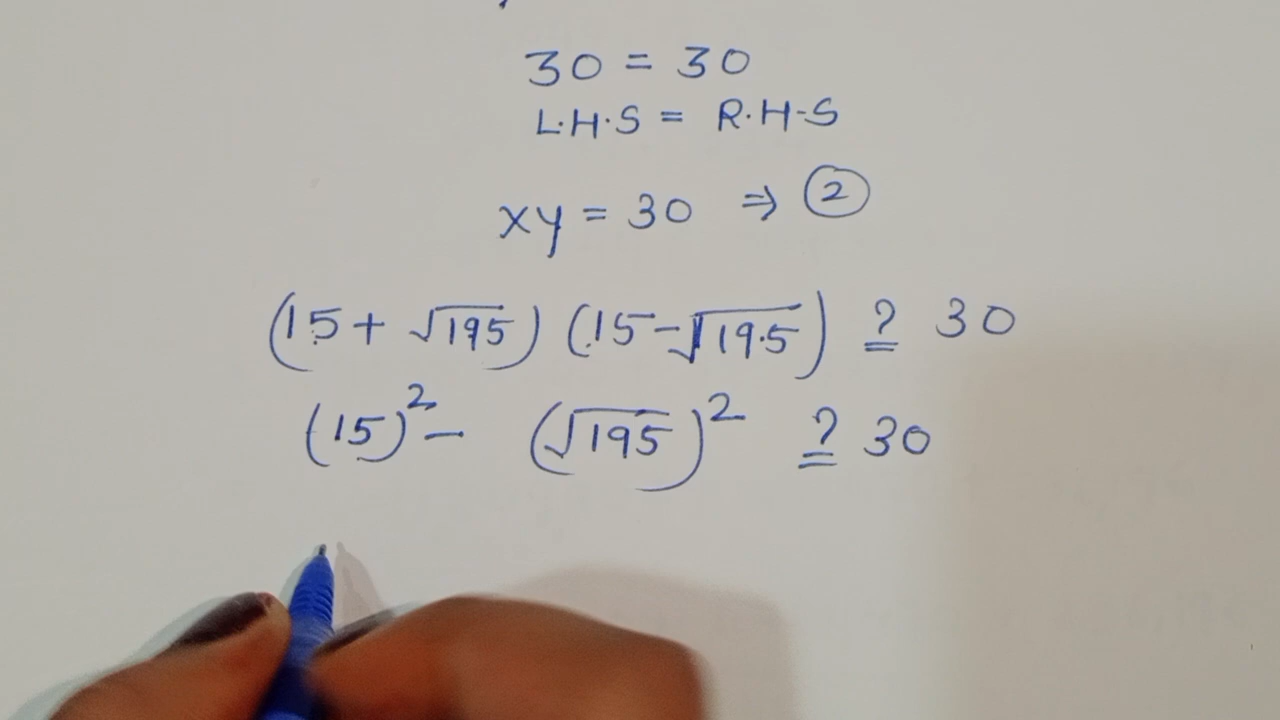 30 = 30
L.H.S = R.H-S
xy = 30 ⇒ ②
(15 + √195) (15 - √19.5) ? 30
(15)² - (√195)² ? 30